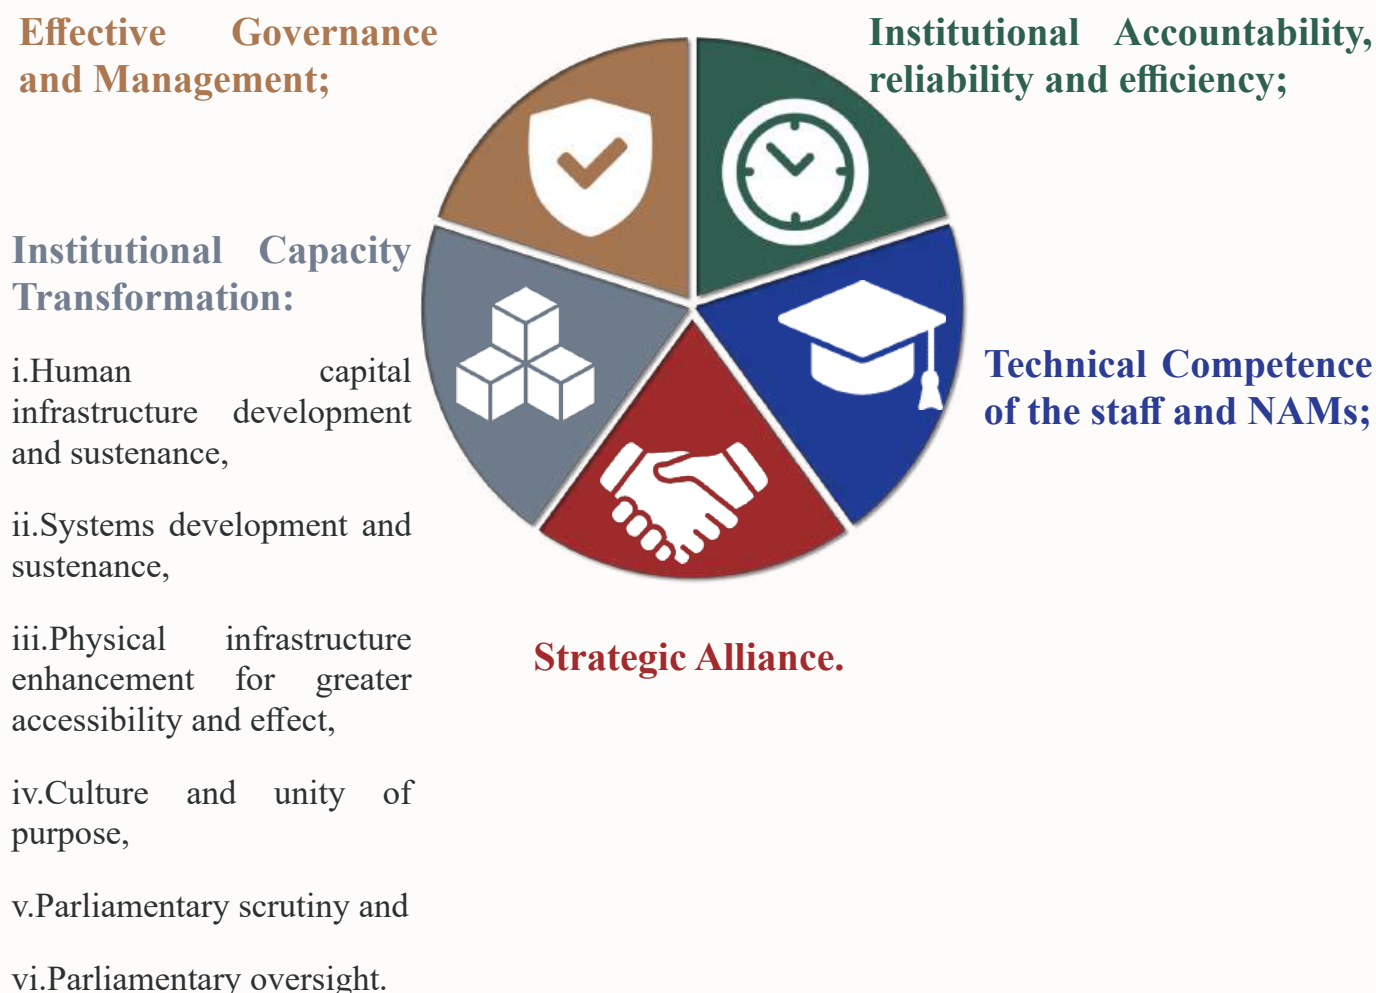 Effective Governance
and Management;
Institutional Accountability,
reliability and efficiency;
Institutional Capacity
Transformation:
i.Human capital
infrastructure development
and sustenance,
ii.Systems development and
sustenance,
iii.Physical infrastructure
enhancement for greater
accessibility and effect,
iv.Culture and unity of
purpose,
v.Parliamentary scrutiny and
vi.Parliamentary oversight.
Technical Competence
of the staff and NAMs;
Strategic Alliance.